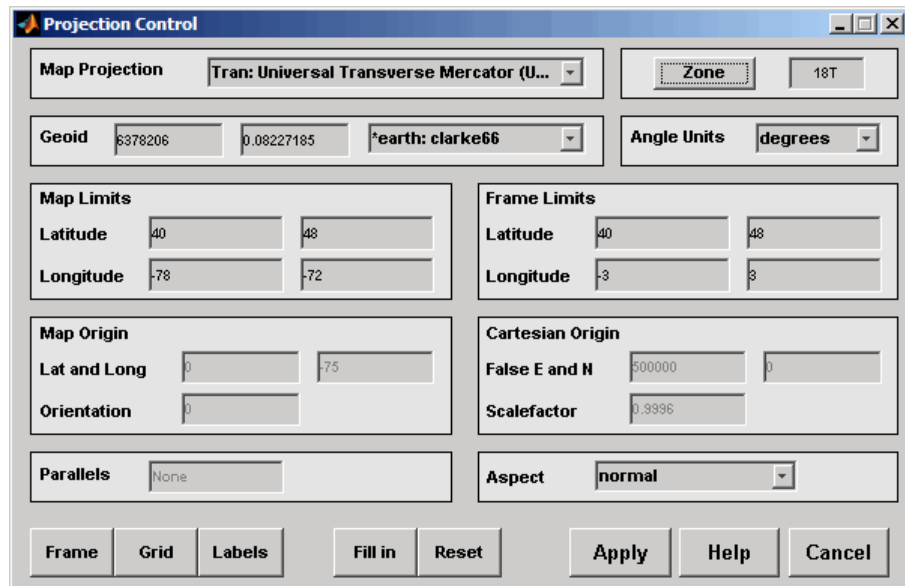 Projection Control
Map Projection Tran: Universal Transverse Mercator (U... Zone 18T
Geoid 6378206 0.08227185 *earth: clarke66 Angle Units degrees
Map Limits
Latitude 40 48
Longitude -78 -72
Frame Limits
Latitude 40 48
Longitude -3 3
Map Origin
Lat and Long 0 -75
Orientation 0
Cartesian Origin
False E and N 500000 0
Scalefactor 0.9996
Parallels None
Aspect normal
Frame Grid Labels Fill in Reset Apply Help Cancel